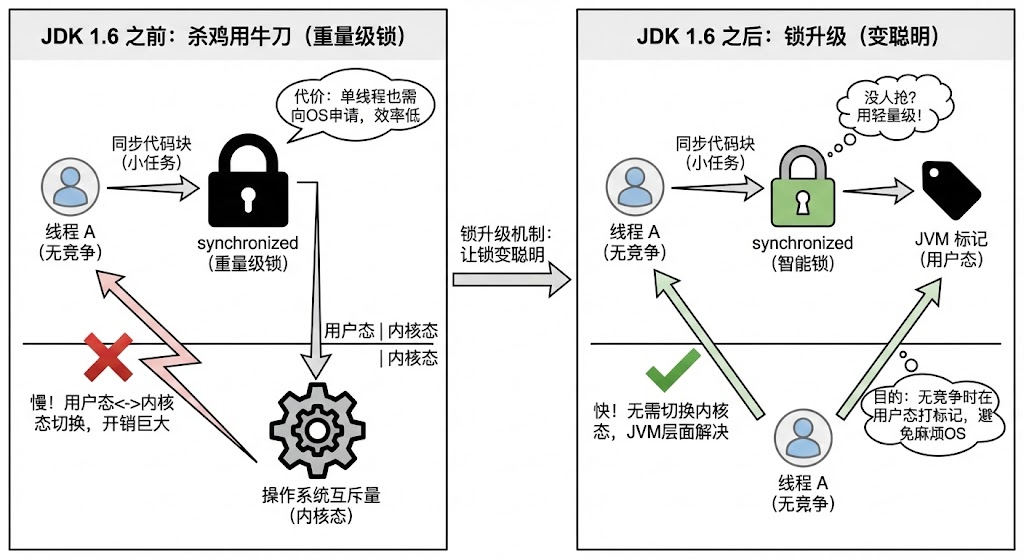 JDK 1.6 之前：杀鸡用牛刀（重量级锁）
代价：单线程也需
向OS申请，效率低
同步代码块
（小任务）
线程 A
（无竞争）
synchronized
（重量级锁）
用户态 | 内核态
| 内核态
慢！用户态<->内核
态切换，开销巨大
操作系统互斥量
（内核态）
锁升级机制：
让锁变聪明
JDK 1.6 之后：锁升级（变聪明）
没人抢？
用轻量级！
同步代码块
（小任务）
线程 A
（无竞争）
synchronized
（智能锁）
JVM 标记
（用户态）
快！无需切换内核
态，JVM层面解决
目的：无竞争时在
用户态打标记，避
免麻烦OS
线程 A
（无竞争）